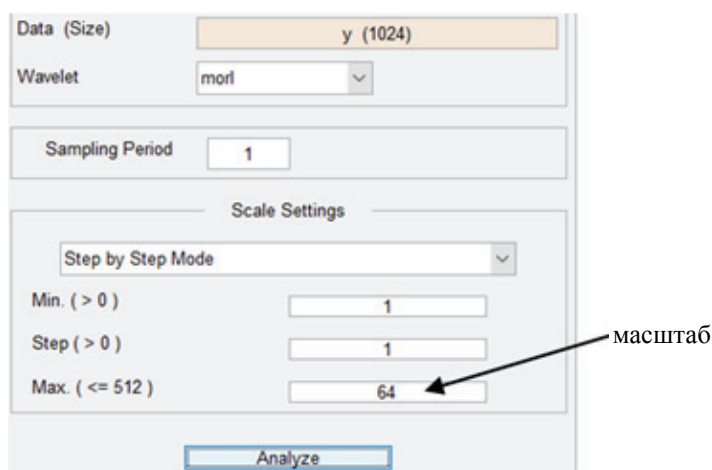 Data (Size) y (1024)
Wavelet morl
Sampling Period 1
Scale Settings
Step by Step Mode
Min. ( > 0 ) 1
Step ( > 0 ) 1
масштаб
Max. ( <= 512 ) 64
Analyze